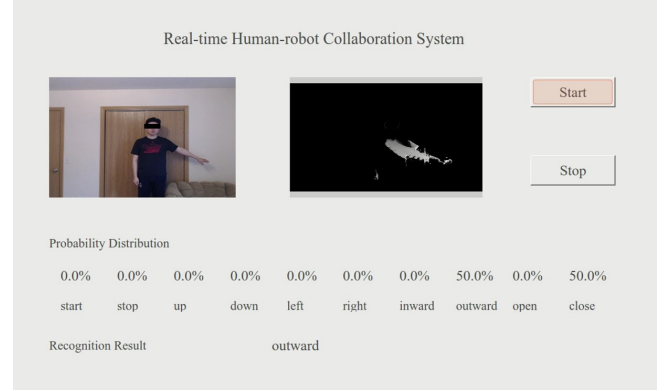 Real-time Human-robot Collaboration System
Start
Stop
Probability Distribution
0.0% 0.0% 0.0% 0.0% 0.0% 0.0% 0.0% 50.0% 0.0% 50.0%
start stop up down left right inward outward open close
Recognition Result outward